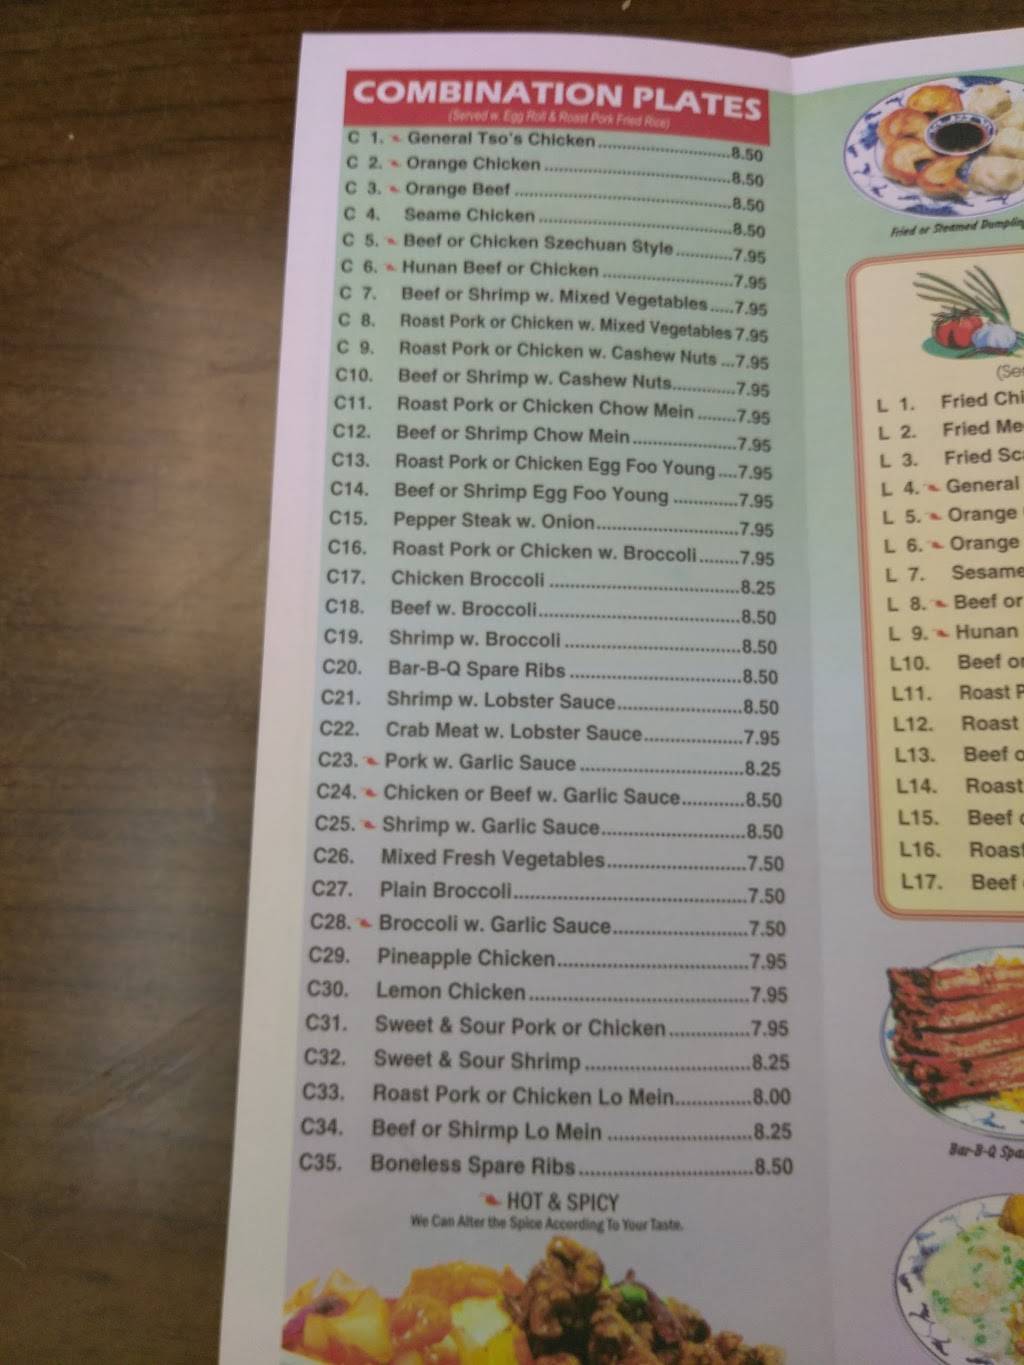 COMBINATION PLATES
(Served w. Egg Roll & Roast Pork Fried Rice)
C 1. General Tso's Chicken..........8.50
C 2. Orange Chicken..........8.50
C 3. Orange Beef..........8.50
C 4. Seame Chicken..........8.50
C 5. Beef or Chicken Szechuan Style..........7.95
C 6. Hunan Beef or Chicken..........7.95
C 7. Beef or Shrimp w. Mixed Vegetables.....7.95
C 8. Roast Pork or Chicken w. Mixed Vegetables 7.95
C 9. Roast Pork or Chicken w. Cashew Nuts ...7.95
C10. Beef or Shrimp w. Cashew Nuts..........7.95
C11. Roast Pork or Chicken Chow Mein ........7.95
C12. Beef or Shrimp Chow Mein..........7.95
C13. Roast Pork or Chicken Egg Foo Young ....7.95
C14. Beef or Shrimp Egg Foo Young ..........7.95
C15. Pepper Steak w. Onion..........7.95
C16. Roast Pork or Chicken w. Broccoli........7.95
C17. Chicken Broccoli ..........8.25
C18. Beef w. Broccoli..........8.50
C19. Shrimp w. Broccoli ..........8.50
C20. Bar-B-Q Spare Ribs ..........8.50
C21. Shrimp w. Lobster Sauce..........8.50
C22. Crab Meat w. Lobster Sauce..........7.95
C23. Pork w. Garlic Sauce ..........8.25
C24. Chicken or Beef w. Garlic Sauce..........8.50
C25. Shrimp w. Garlic Sauce..........8.50
C26. Mixed Fresh Vegetables..........7.50
C27. Plain Broccoli..........7.50
C28. Broccoli w. Garlic Sauce..........7.50
C29. Pineapple Chicken..........7.95
C30. Lemon Chicken..........7.95
C31. Sweet & Sour Pork or Chicken ..........7.95
C32. Sweet & Sour Shrimp ..........8.25
C33. Roast Pork or Chicken Lo Mein..........8.00
C34. Beef or Shirmp Lo Mein ..........8.25
C35. Boneless Spare Ribs..........8.50
HOT & SPICY
We Can Alter the Spice According To Your Taste.
Fried or Steamed Dumpling
(Ser
L 1. Fried Chi
L 2. Fried Me
L 3. Fried Sc
L 4. General
L 5. Orange
L 6. Orange
L 7. Sesame
L 8. Beef or
L 9. Hunan
L10. Beef or
L11. Roast P
L12. Roast
L13. Beef o
L14. Roast
L15. Beef
L16. Roast
L17. Beef
Bar-B-Q Spa